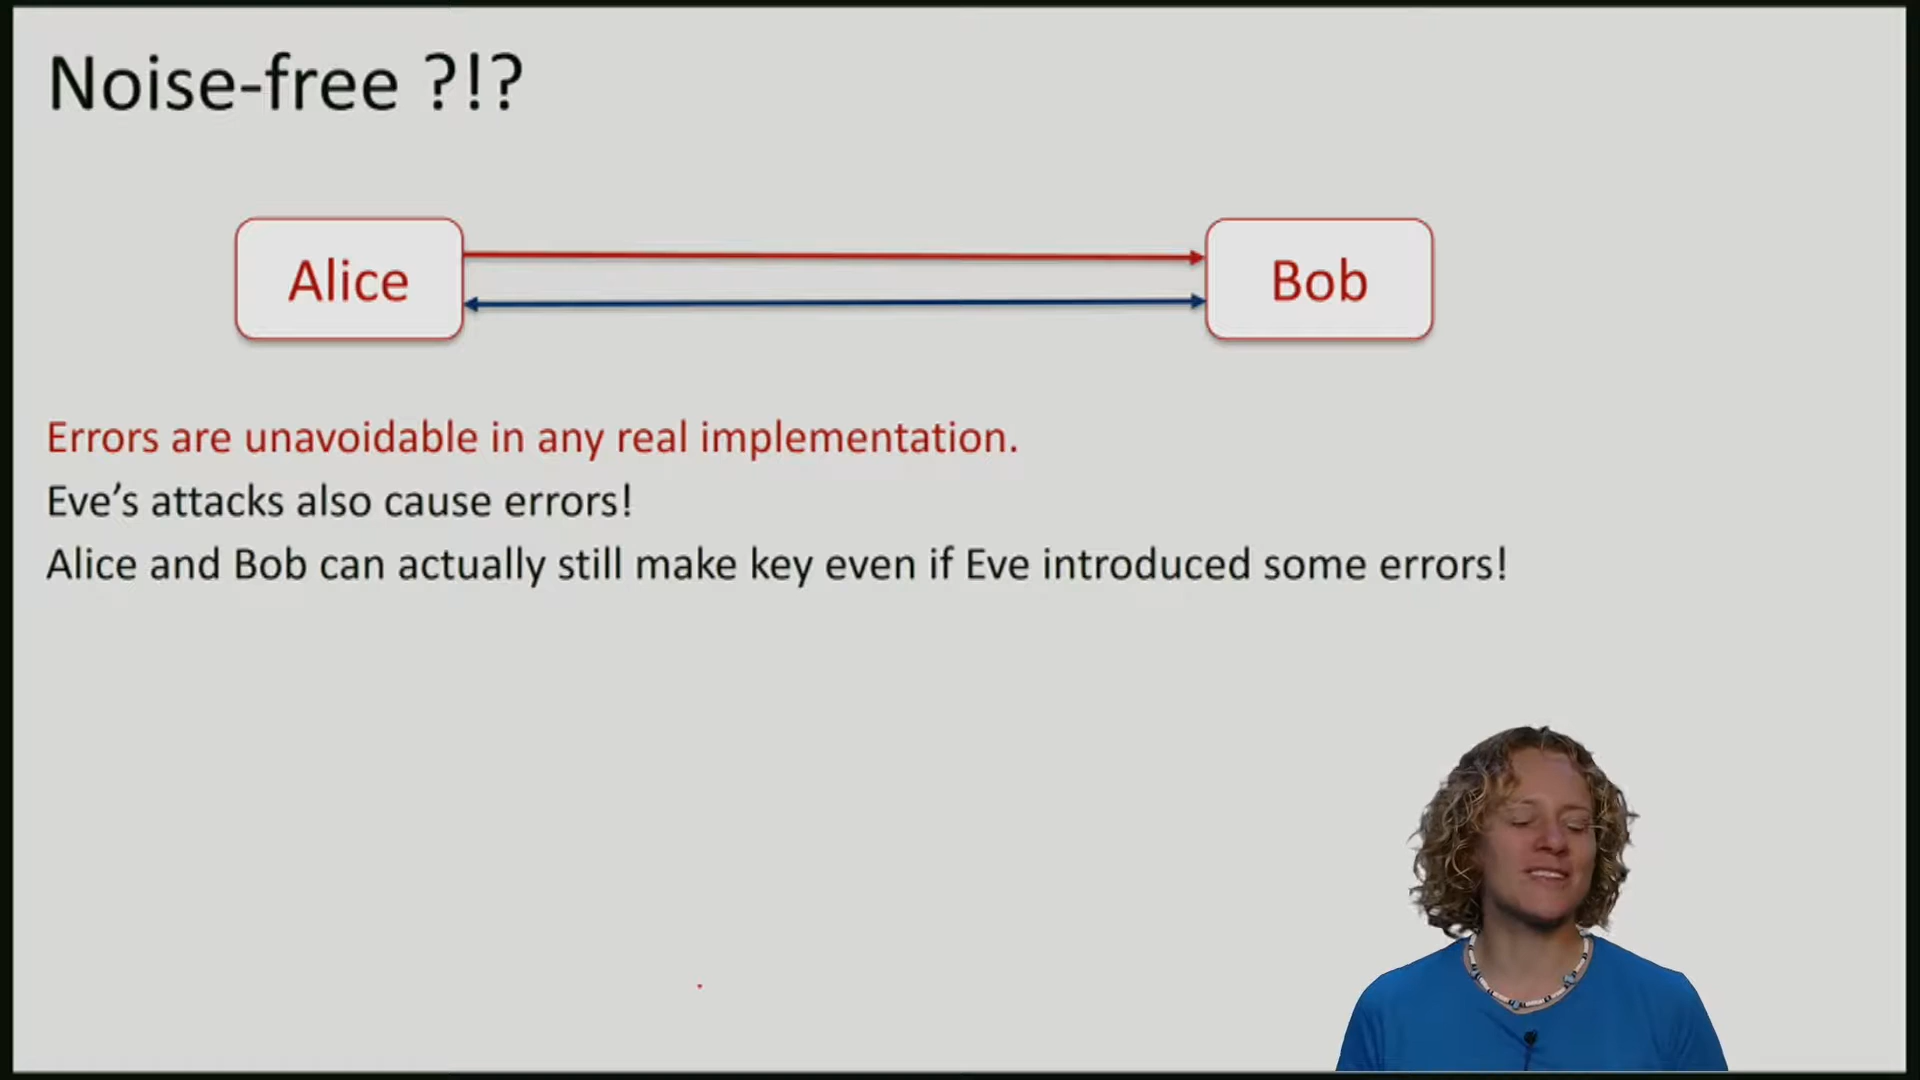 Noise-free ?!?
Alice
Bob
Errors are unavoidable in any real implementation.
Eve’s attacks also cause errors!
Alice and Bob can actually still make key even if Eve introduced some errors!